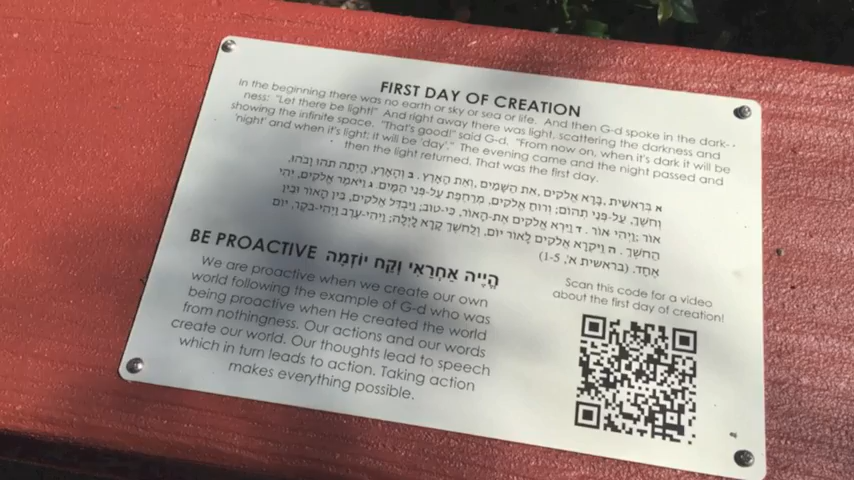 FIRST DAY OF CREATION
In the beginning there was no earth or sky or sea or life. And then G-d spoke in the dark-
ness: "Let there be light!" And right away there was light, scattering the darkness and
showing the infinite space. "That's good!" said G-d, "From now on, when it's dark it will be
'night' and when it's light; it will be 'day'." The evening came and the night passed and
then the light returned. That was the first day.
א בְּרֵאשִׁית, בָּרָא אֱלֹקִים, אֵת הַשָּׁמַיִם, וְאֵת הָאָרֶץ. ב וְהָאָרֶץ, הָיְתָה תֹהוּ וָבֹהוּ,
וְחֹשֶׁךְ, עַל-פְּנֵי תְהוֹם; וְרוּחַ אֱלֹקִים, מְרַחֶפֶת עַל-פְּנֵי הַמָּיִם. ג וַיֹּאמֶר אֱלֹקִים, יְהִי
אוֹר; וַיְהִי אוֹר. ד וַיַּרְא אֱלֹקִים אֶת-הָאוֹר, כִּי-טוֹב; וַיַּבְדֵּל אֱלֹקִים, בֵּין הָאוֹר וּבֵין
הַחֹשֶׁךְ. ה וַיִּקְרָא אֱלֹקִים לָאוֹר יוֹם, וְלַחֹשֶׁךְ קָרָא לָיְלָה; וַיְהִי-עֶרֶב וַיְהִי-בֹקֶר, יוֹם
אֶחָד. (בראשית א', 1-5)
BE PROACTIVE הֱיֵיה אַחְרָאִי וְקַח יוֹזְמָה
We are proactive when we create our own
world following the example of G-d who was
being proactive when He created the world
from nothingness. Our actions and our words
create our world. Our thoughts lead to speech
which in turn leads to action. Taking action
makes everything possible.
Scan this code for a video
about the first day of creation!